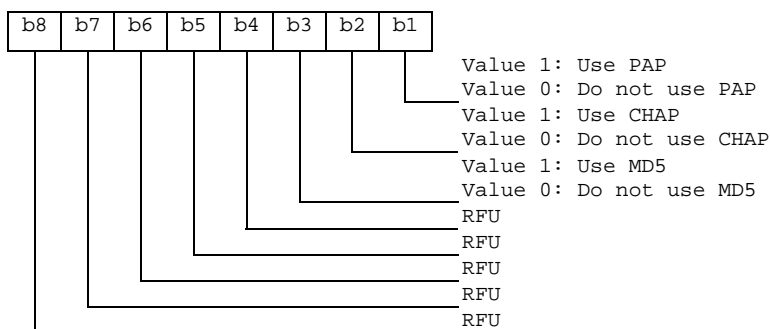 b8 b7 b6 b5 b4 b3 b2 b1
Value 1: Use PAP
Value 0: Do not use PAP
Value 1: Use CHAP
Value 0: Do not use CHAP
Value 1: Use MD5
Value 0: Do not use MD5
RFU
RFU
RFU
RFU
RFU